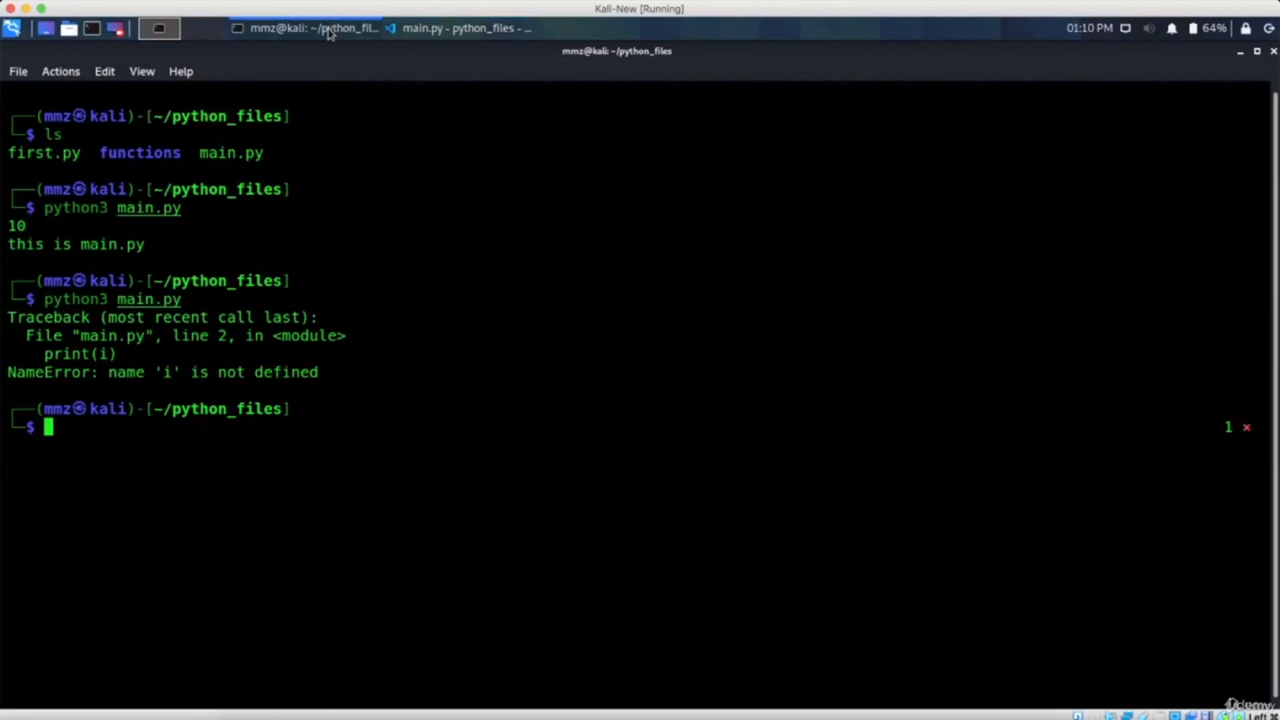 Kali-New [Running]
mmz@kali: ~/python_fil... main.py - python_files - ... 01:10 PM 64%
mmz@kali: ~/python_files
File Actions Edit View Help
(mmz㉿kali)-[~/python_files]
$ ls
first.py functions main.py
(mmz㉿kali)-[~/python_files]
$ python3 main.py
10
this is main.py
(mmz㉿kali)-[~/python_files]
$ python3 main.py
Traceback (most recent call last):
File "main.py", line 2, in <module>
print(i)
NameError: name 'i' is not defined
(mmz㉿kali)-[~/python_files]
$ 1 ×
Udemy
Left ⌘